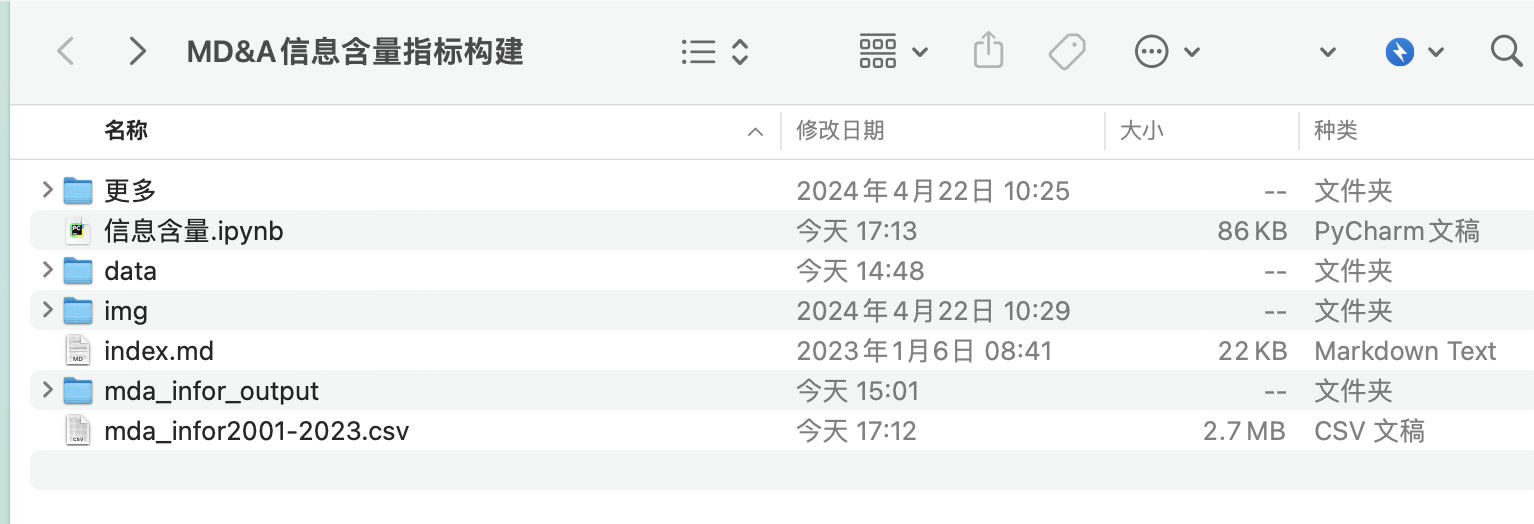 MD&A信息含量指标构建
名称 修改日期 大小 种类
更多 2024年4月22日 10:25 -- 文件夹
信息含量.ipynb 今天 17:13 86 KB PyCharm文稿
data 今天 14:48 -- 文件夹
img 2024年4月22日 10:29 -- 文件夹
index.md 2023年1月6日 08:41 22 KB Markdown Text
mda_infor_output 今天 15:01 -- 文件夹
mda_infor2001-2023.csv 今天 17:12 2.7 MB CSV 文稿